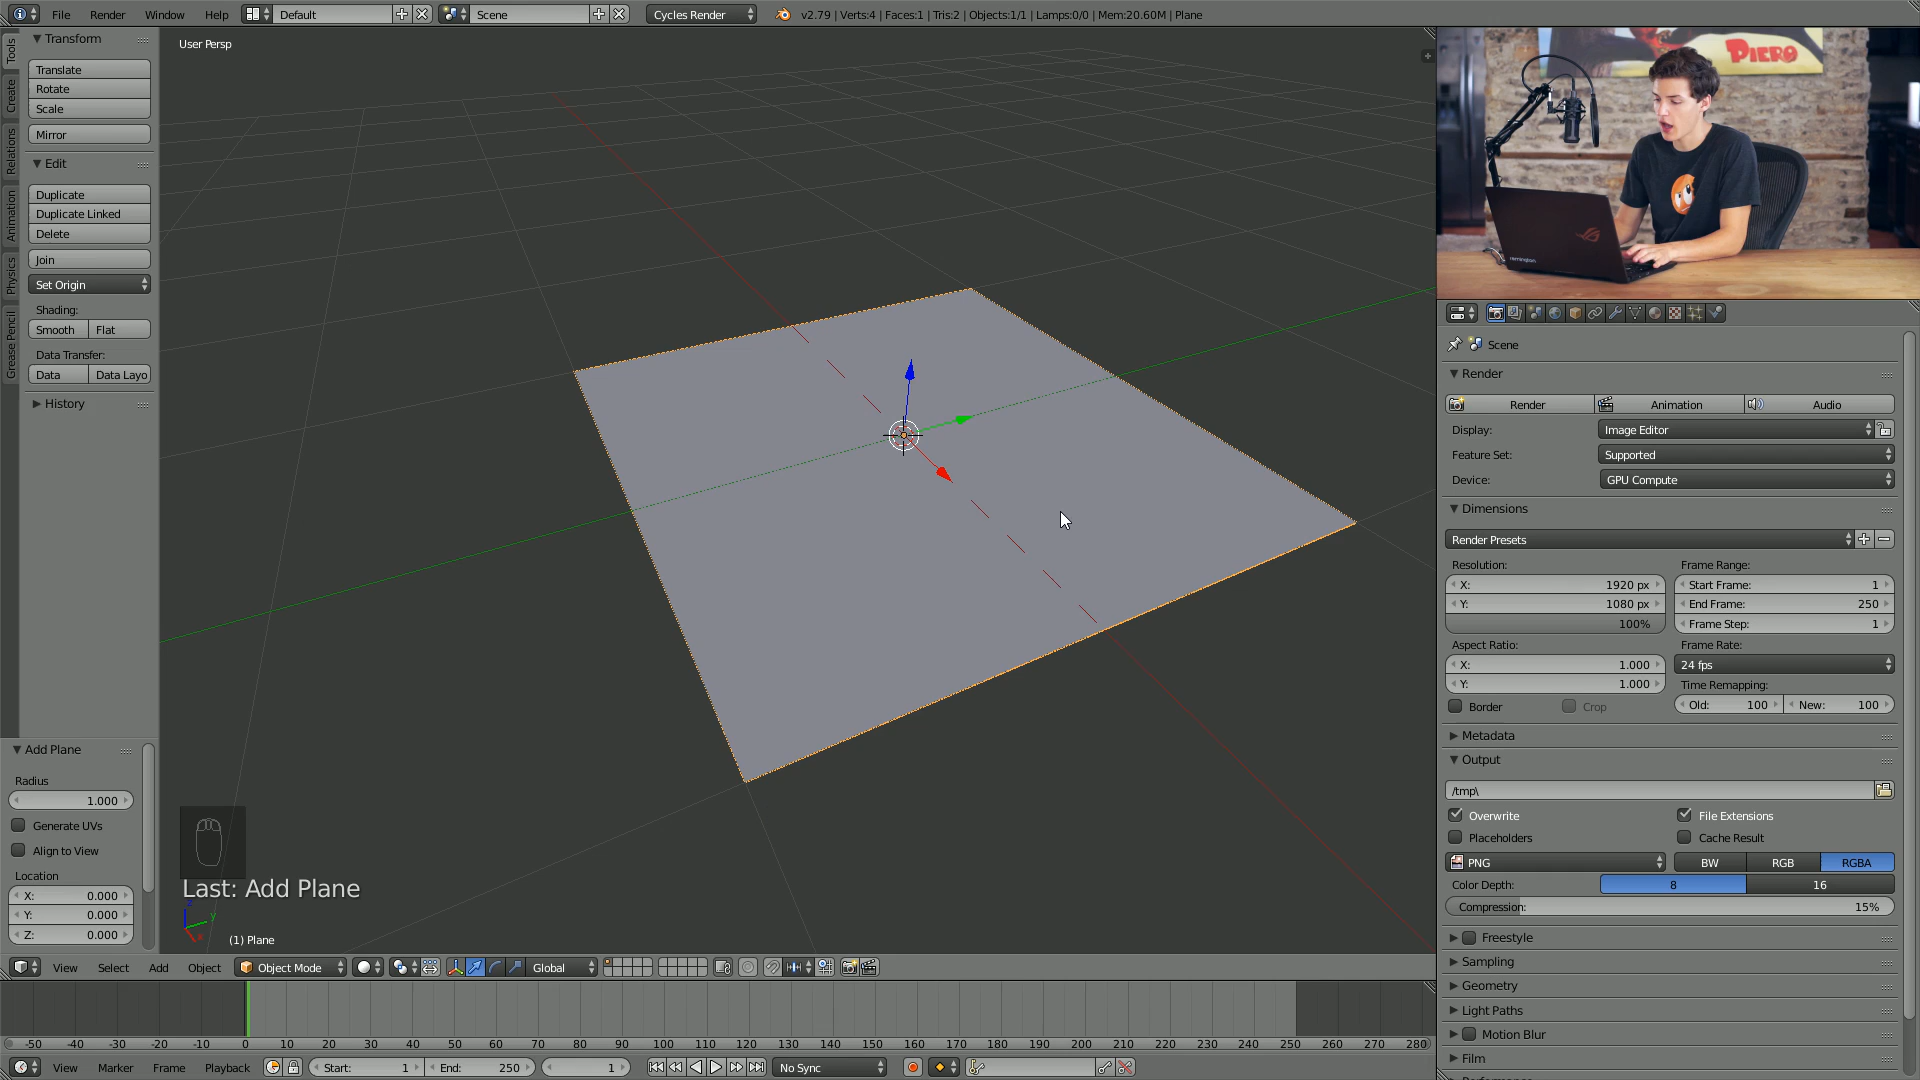 File Render Window Help Default Scene Cycles Render v2.79 | Verts:4 | Faces:1 | Tris:2 | Objects:1/1 | Lamps:0/0 | Mem:20.60M | Plane
Tools
Create
Relations
Animation
Physics
Grease Pencil
Transform
Translate
Rotate
Scale
Mirror
Edit
Duplicate
Duplicate Linked
Delete
Join
Set Origin
Shading:
Smooth Flat
Data Transfer:
Data Data Layo
History
Add Plane
Radius
1.000
Generate UVs
Align to View
Location
X: 0.000
Y: 0.000
Z: 0.000
User Persp
Last: Add Plane
z
y
x
(1) Plane
View Select Add Object Object Mode Global
-50 -40 -30 -20 -10 0 10 20 30 40 50 60 70 80 90 100 110 120 130 140 150 160 170 180 190 200 210 220 230 240 250 260 270 280
View Marker Frame Playback Start: 1 End: 250 1 No Sync
PIERO
remington
Scene
Render
Render Animation Audio
Display: Image Editor
Feature Set: Supported
Device: GPU Compute
Dimensions
Render Presets
Resolution: Frame Range:
X: 1920 px Start Frame: 1
Y: 1080 px End Frame: 250
100% Frame Step: 1
Aspect Ratio: Frame Rate:
X: 1.000 24 fps
Y: 1.000 Time Remapping:
Border Crop Old: 100 New: 100
Metadata
Output
/tmp\
Overwrite File Extensions
Placeholders Cache Result
PNG BW RGB RGBA
Color Depth: 8 16
Compression: 15%
Freestyle
Sampling
Geometry
Light Paths
Motion Blur
Film